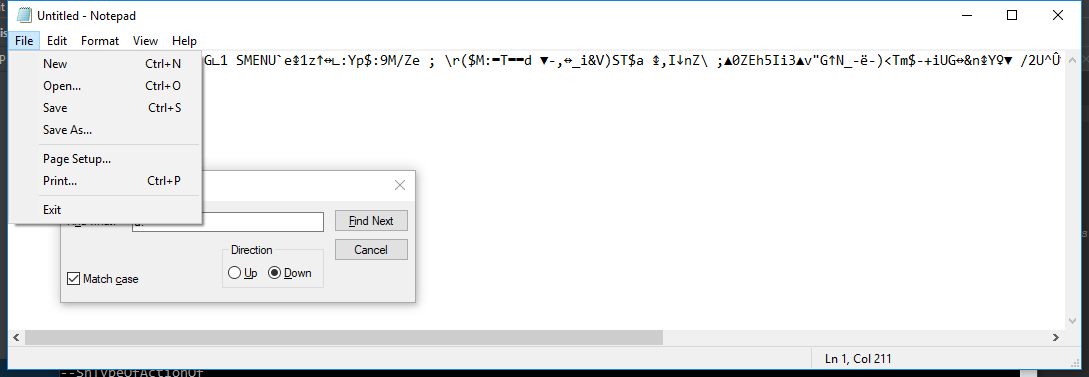 Untitled - Notepad
File Edit Format View Help
G∟1 SMENU`e↕1z↑↔∟:Yp$:9M/Ze ; \r($M:═T══d ▼-,↔_i&V)ST$a ↕,I↓nZ\ ;▲0ZEh5Ii3▲v"G↑N_-ë-)<Tm$-+iUG↔&n↕Y♀▼ /2U^Û
New Ctrl+N
Open... Ctrl+O
Save Ctrl+S
Save As...
Page Setup...
Print... Ctrl+P
Exit
Find Next
Cancel
Direction
Up Down
Match case
Ln 1, Col 211
--ShTypeOfActionOf